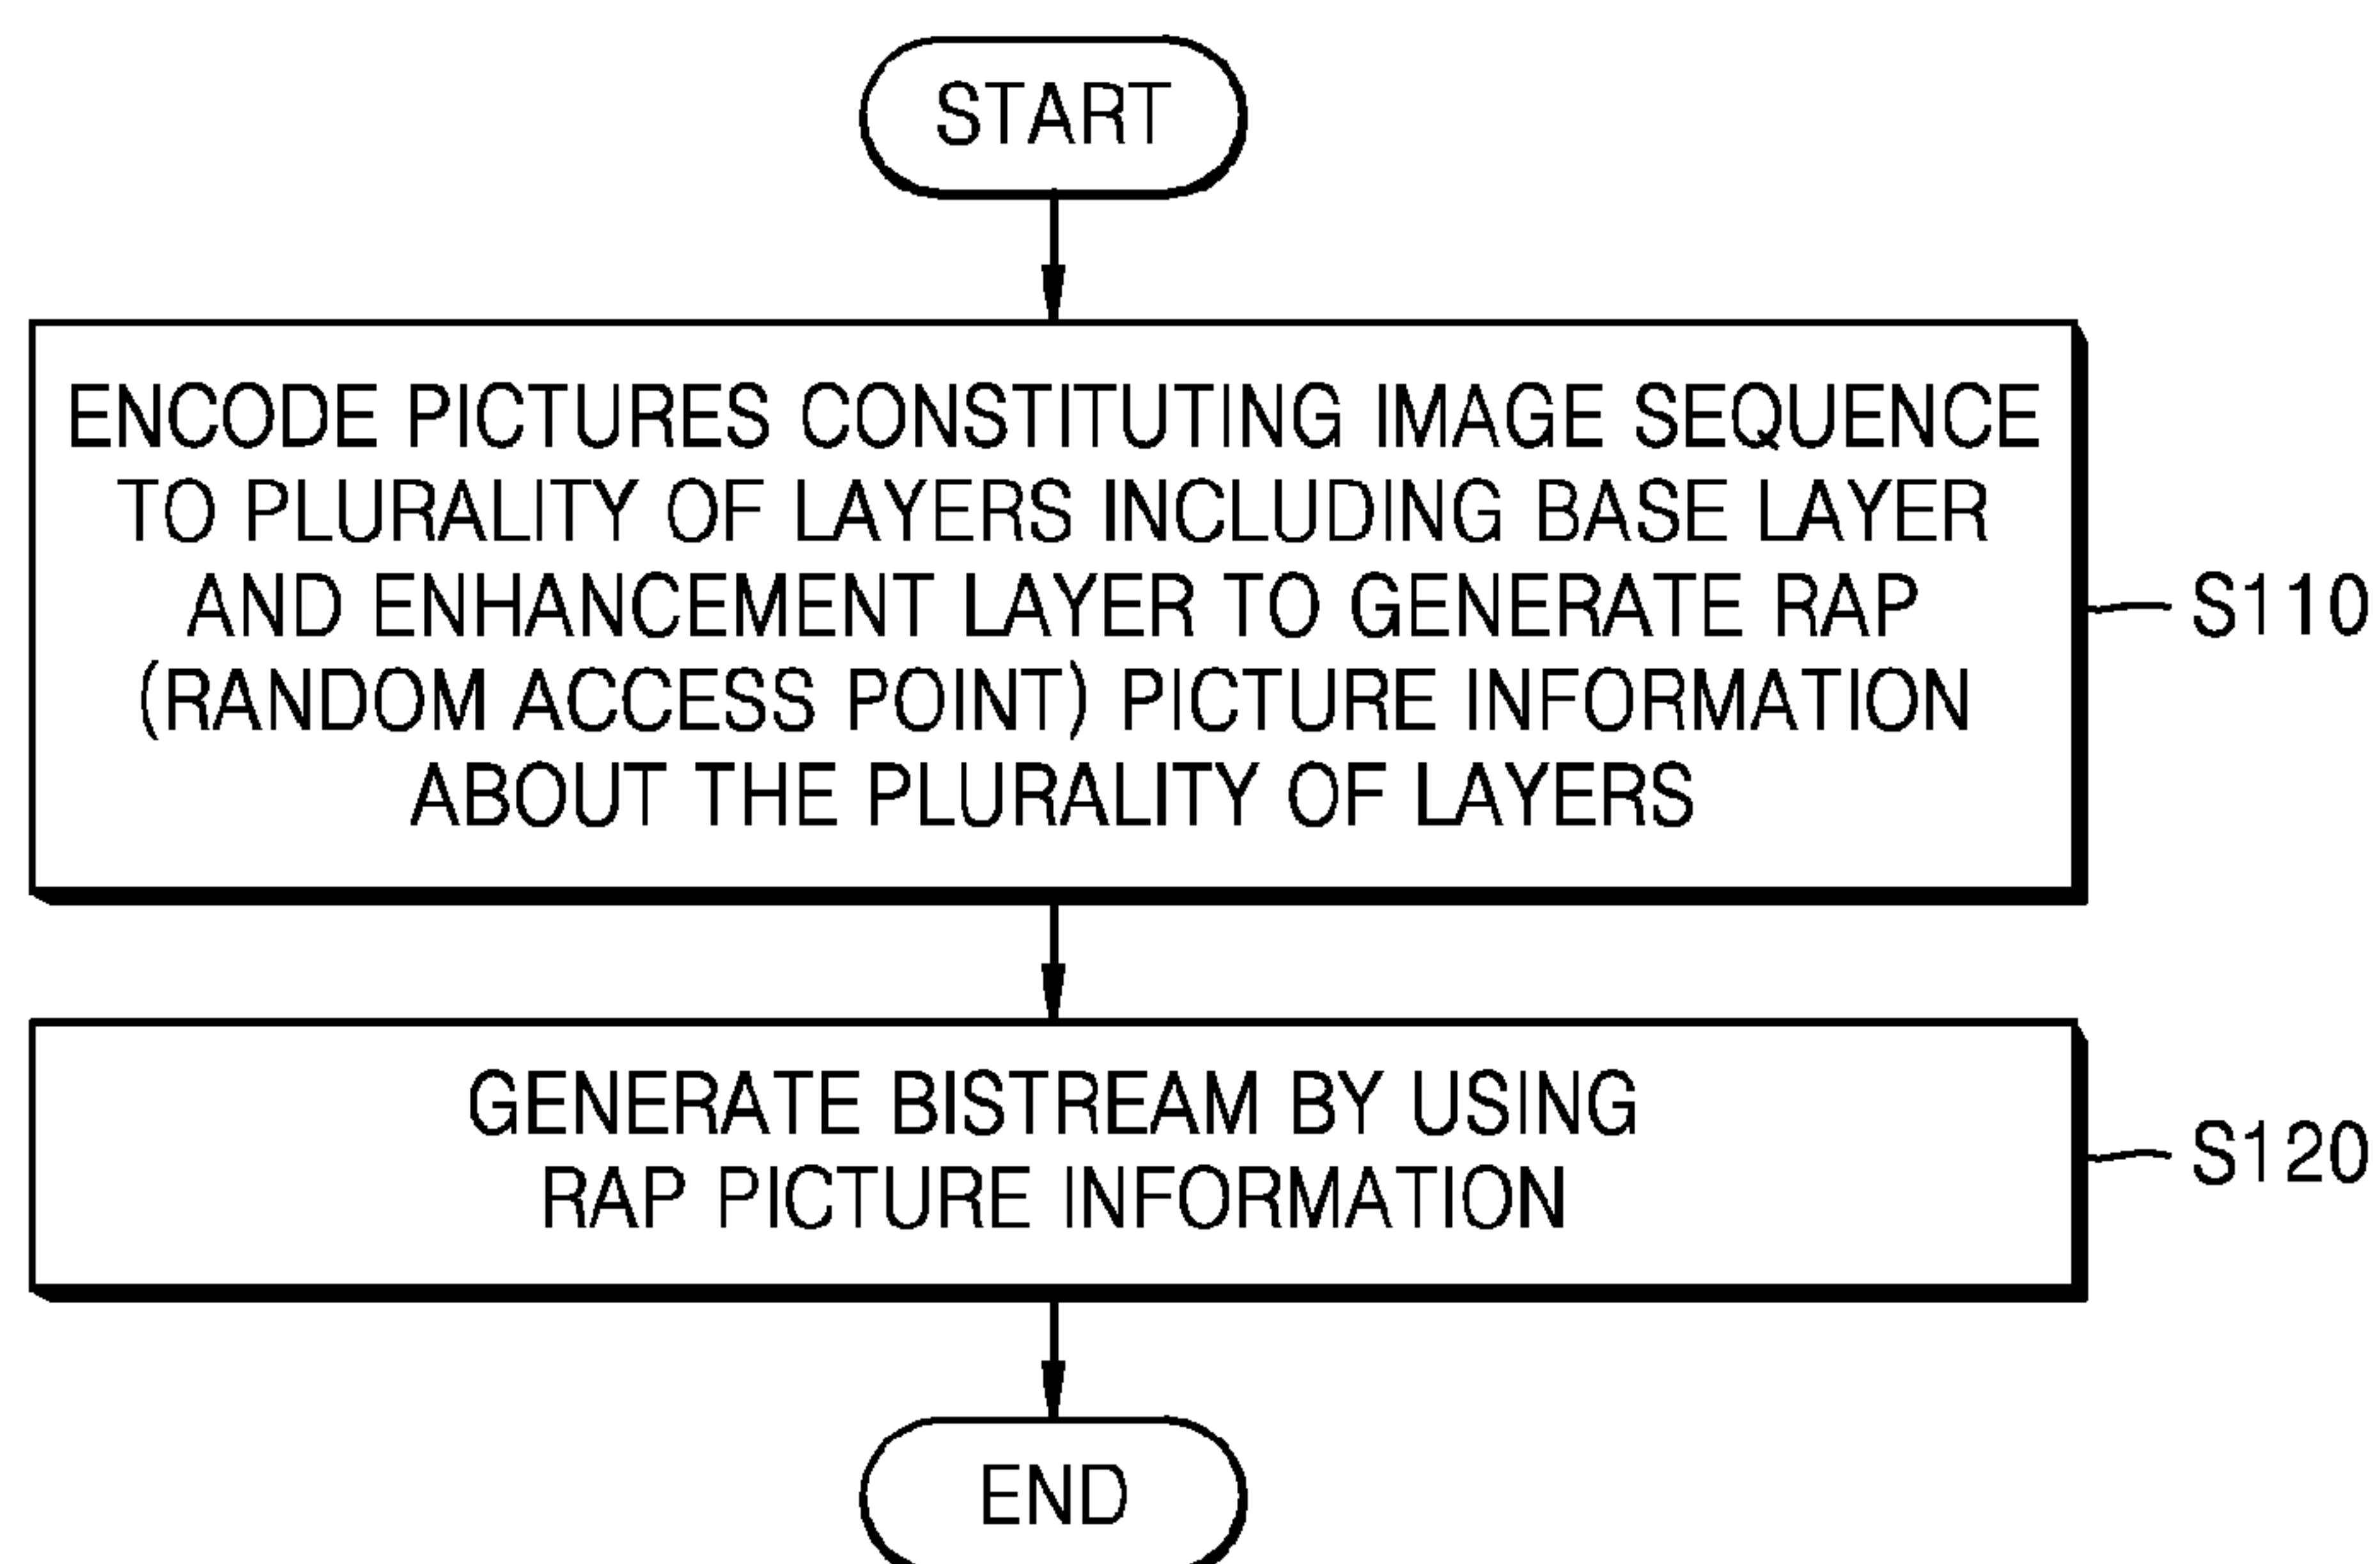 START
ENCODE PICTURES CONSTITUTING IMAGE SEQUENCE
TO PLURALITY OF LAYERS INCLUDING BASE LAYER
AND ENHANCEMENT LAYER TO GENERATE RAP
(RANDOM ACCESS POINT) PICTURE INFORMATION
ABOUT THE PLURALITY OF LAYERS
S110
GENERATE BISTREAM BY USING
RAP PICTURE INFORMATION
S120
END